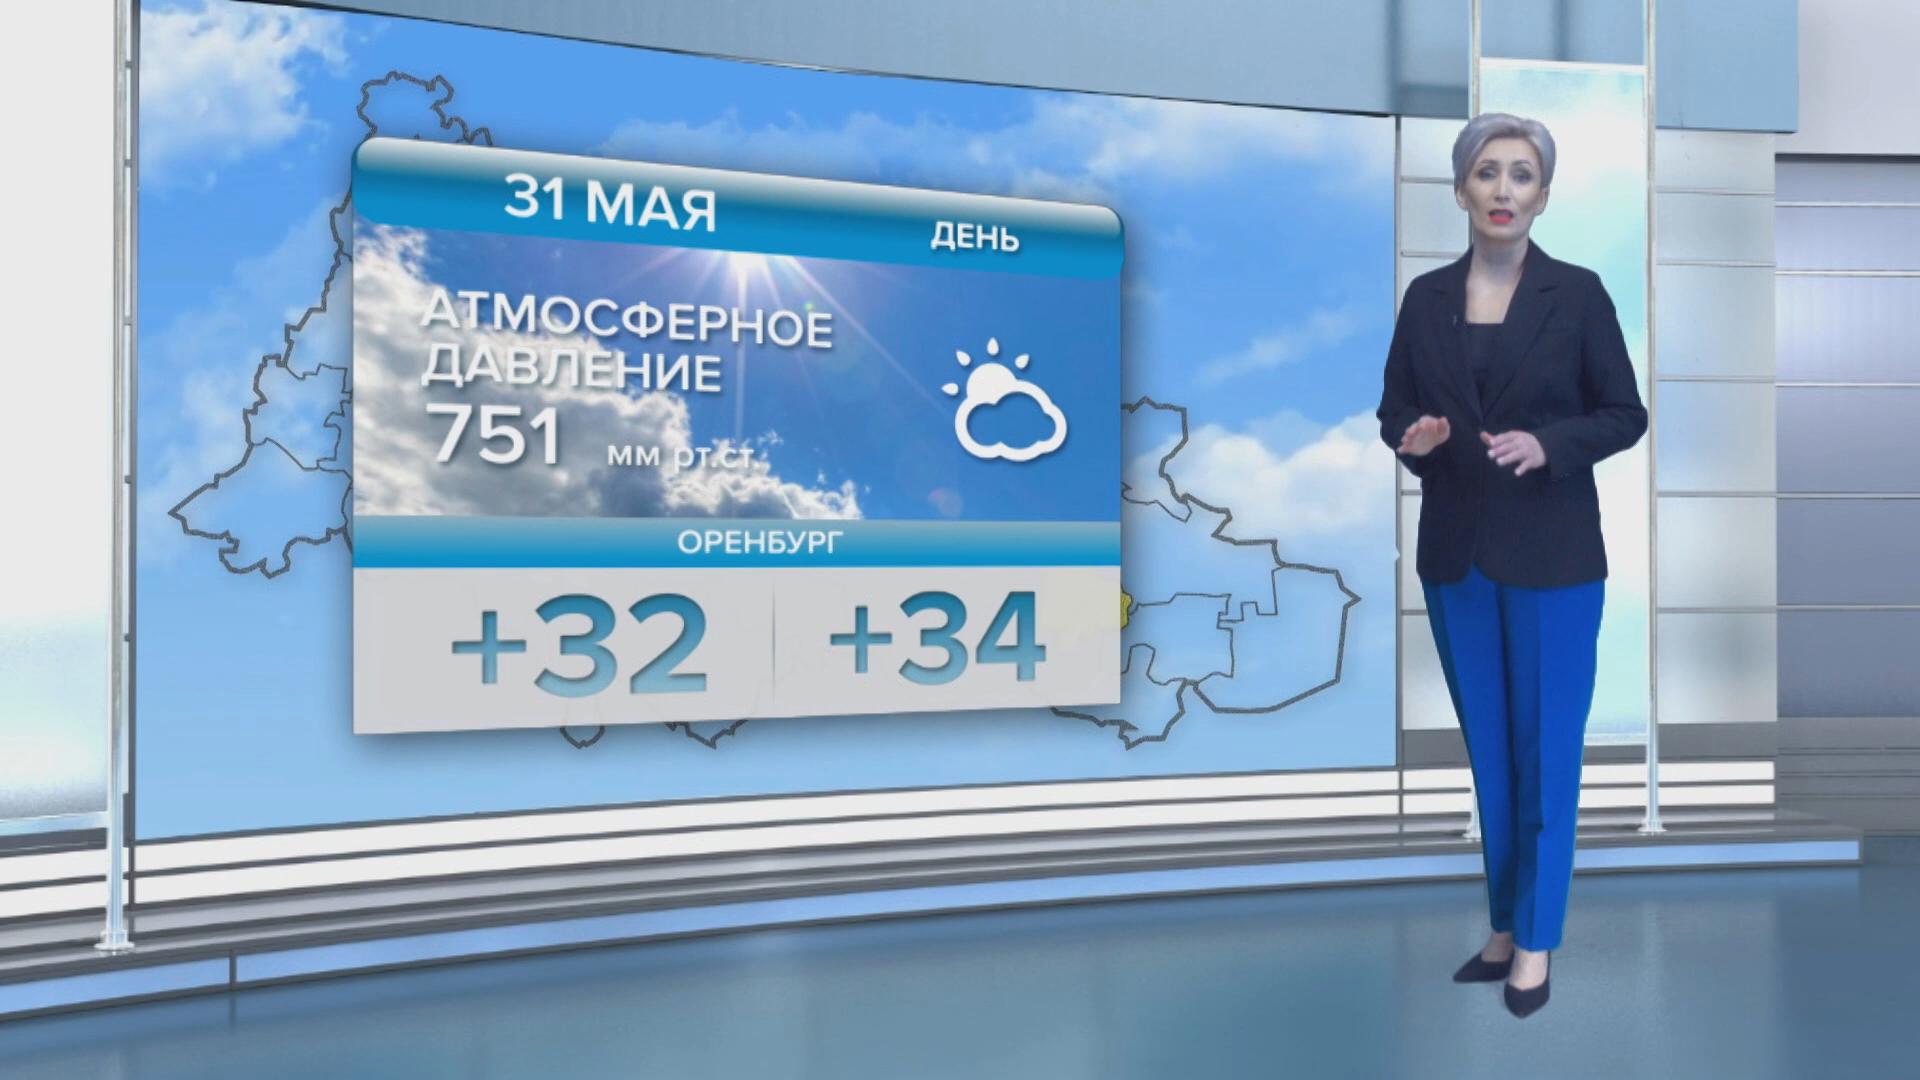 31 МАЯ
ДЕНЬ
АТМОСФЕРНОЕ
ДАВЛЕНИЕ
751 мм рт.ст.
ОРЕНБУРГ
+32 +34